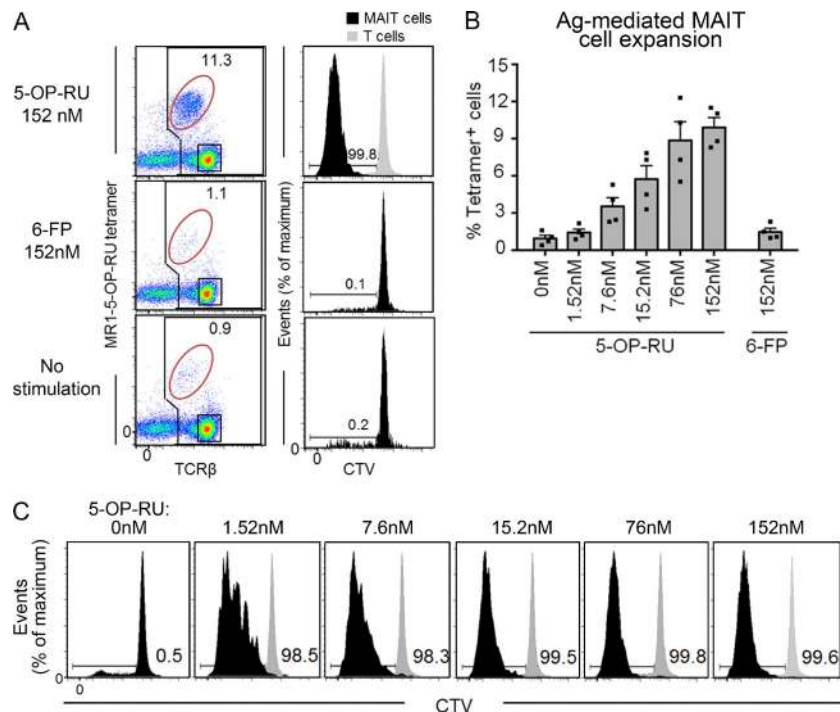 A
MAIT cells
T cells
5-OP-RU
152 nM
11.3
99.8
6-FP
152nM
1.1
0.1
No
stimulation
0.9
0.2
MR1-5-OP-RU tetramer
Events (% of maximum)
0
0
0
0
TCRβ
CTV
B
Ag-mediated MAIT
cell expansion
% Tetramer+ cells
15
12
9
6
3
0
0nM
1.52nM
7.6nM
15.2nM
76nM
152nM
152nM
5-OP-RU
6-FP
C
5-OP-RU:
0nM
1.52nM
7.6nM
15.2nM
76nM
152nM
Events
(% of maximum)
0.5
98.5
98.3
99.5
99.8
99.6
0
0
CTV